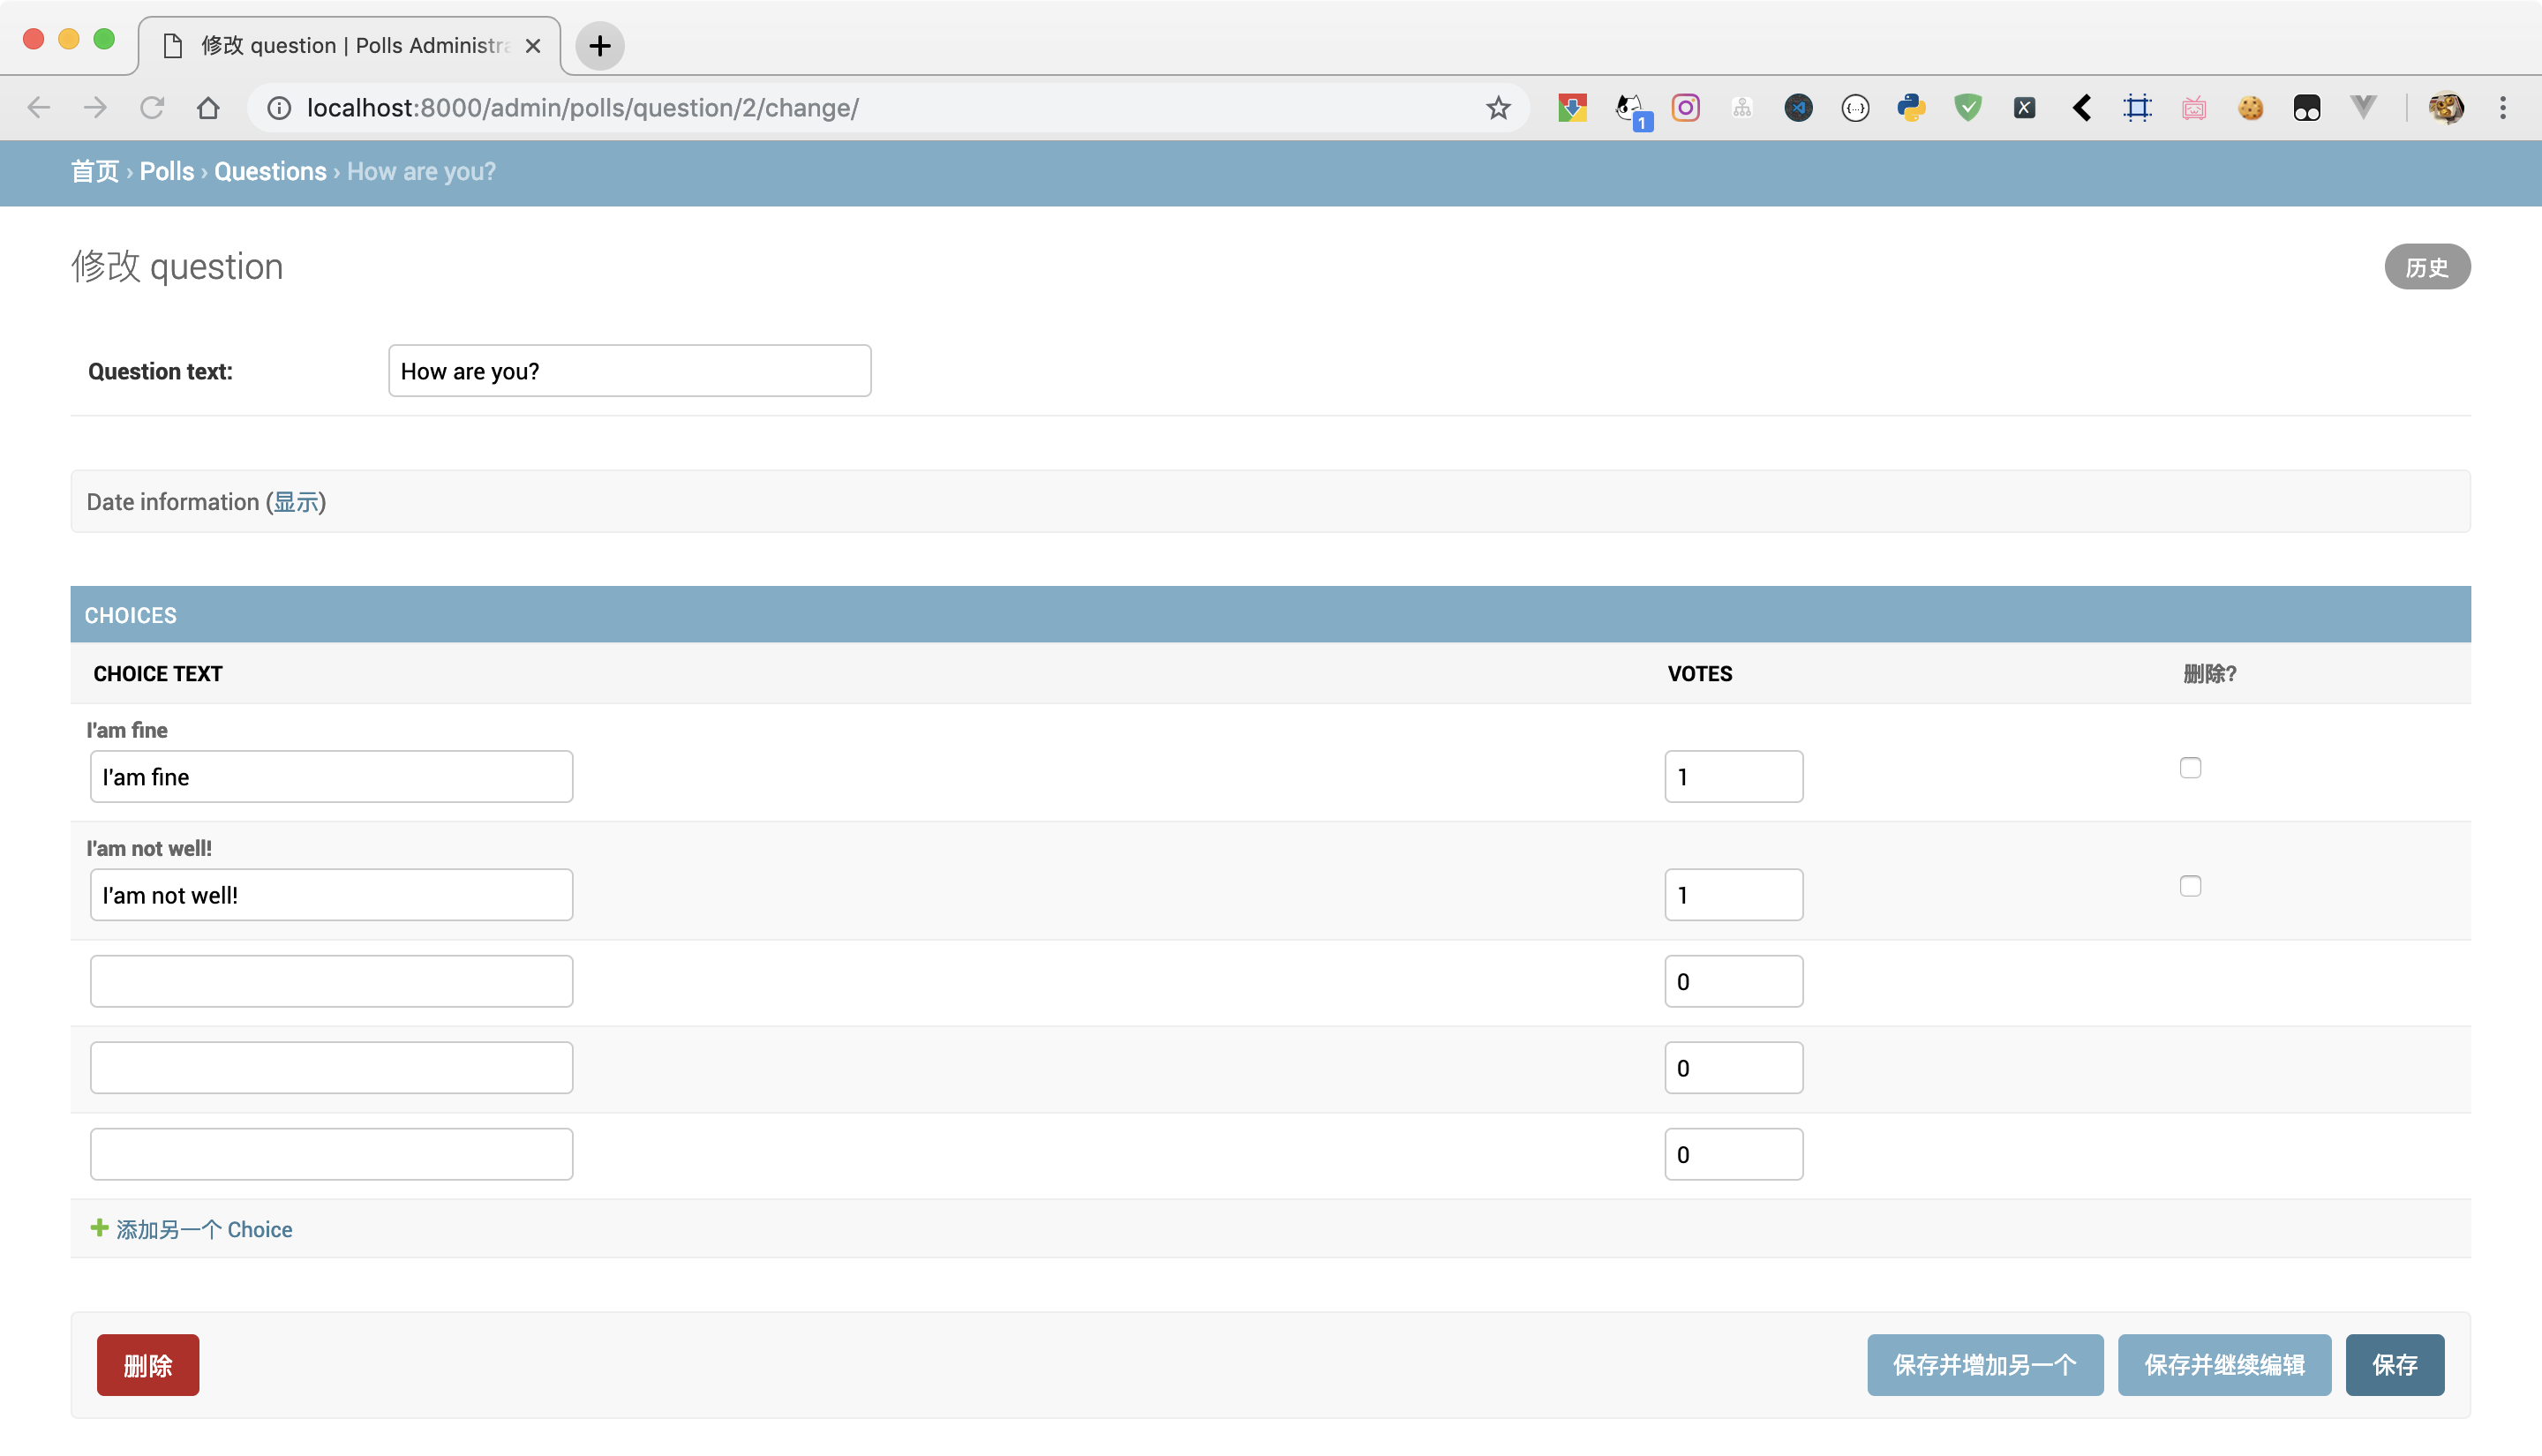 修改 question | Polls Administra
localhost:8000/admin/polls/question/2/change/
1
首页 › Polls › Questions › How are you?
修改 question
历史
Question text:
How are you?
Date information (显示)
CHOICES
CHOICE TEXT VOTES 删除?
I'am fine
I'am fine 1
I'am not well!
I'am not well! 1
0
0
0
添加另一个 Choice
删除 保存并增加另一个 保存并继续编辑 保存